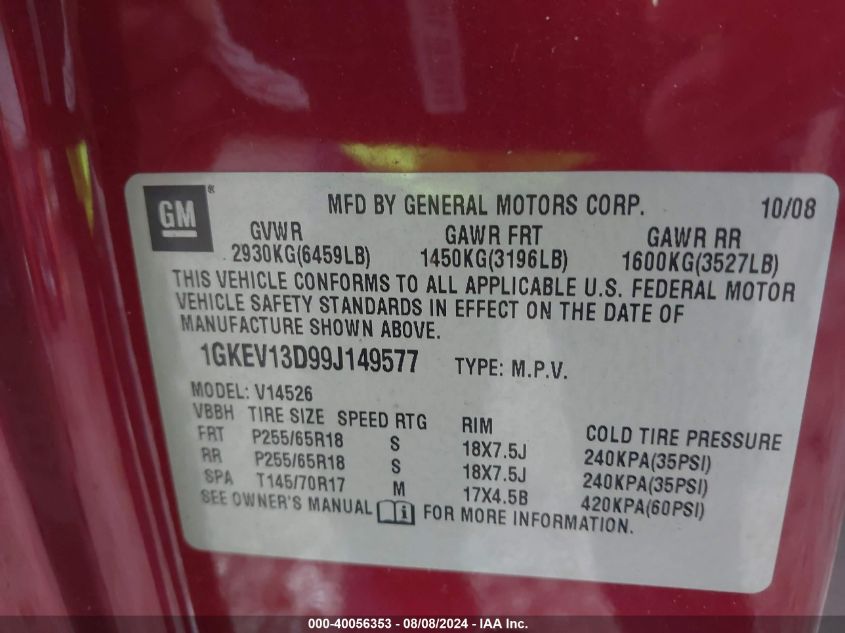 GM ® MFD BY GENERAL MOTORS CORP. 10/08
GVWR GAWR FRT GAWR RR
2930KG(6459LB) 1450KG(3196LB) 1600KG(3527LB)
THIS VEHICLE CONFORMS TO ALL APPLICABLE U.S. FEDERAL MOTOR
VEHICLE SAFETY STANDARDS IN EFFECT ON THE DATE OF
MANUFACTURE SHOWN ABOVE.
1GKEV13D99J149577 TYPE: M.P.V.
MODEL: V14526
VBBH TIRE SIZE SPEED RTG RIM COLD TIRE PRESSURE
FRT P255/65R18 S 18X7.5J 240KPA(35PSI)
RR P255/65R18 S 18X7.5J 240KPA(35PSI)
SPA T145/70R17 M 17X4.5B 420KPA(60PSI)
SEE OWNER'S MANUAL i FOR MORE INFORMATION.
000-40056353 - 08/08/2024 - IAA Inc.